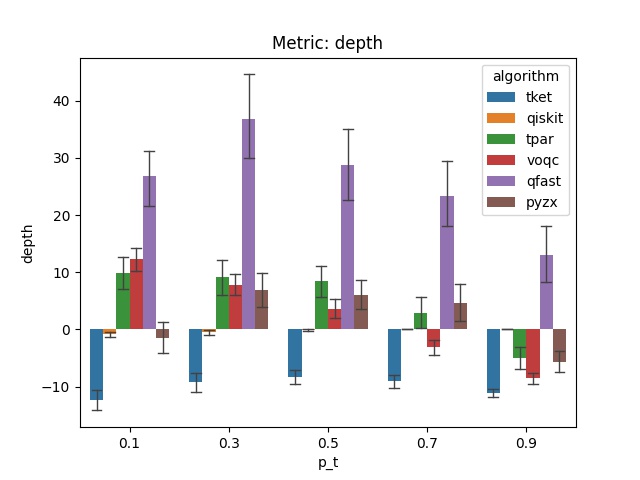 Metric: depth
algorithm
tket
qiskit
tpar
voqc
qfast
pyzx
depth
40
30
20
10
0
−10
0.1 0.3 0.5 0.7 0.9
p_t